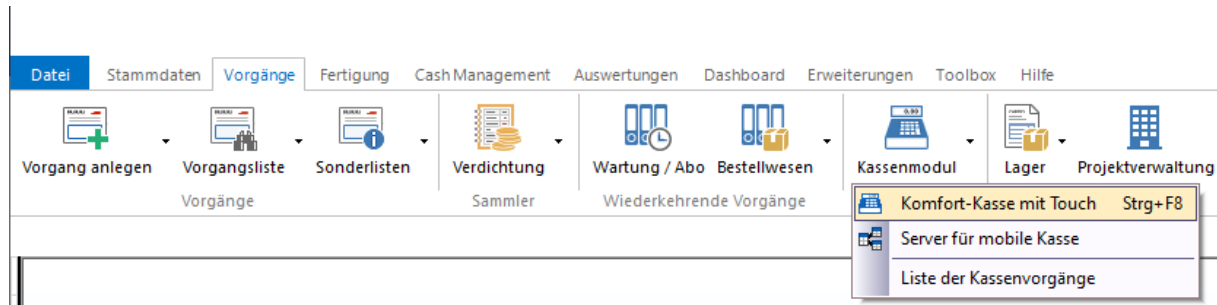 Datei Stammdaten Vorgänge Fertigung Cash Management Auswertungen Dashboard Erweiterungen Toolbox Hilfe
Vorgang anlegen Vorgangsliste Sonderlisten Verdichtung Wartung / Abo Bestellwesen Kassenmodul Lager Projektverwaltung
Vorgänge Sammler Wiederkehrende Vorgänge
Komfort-Kasse mit Touch Strg+F8
Server für mobile Kasse
Liste der Kassenvorgänge